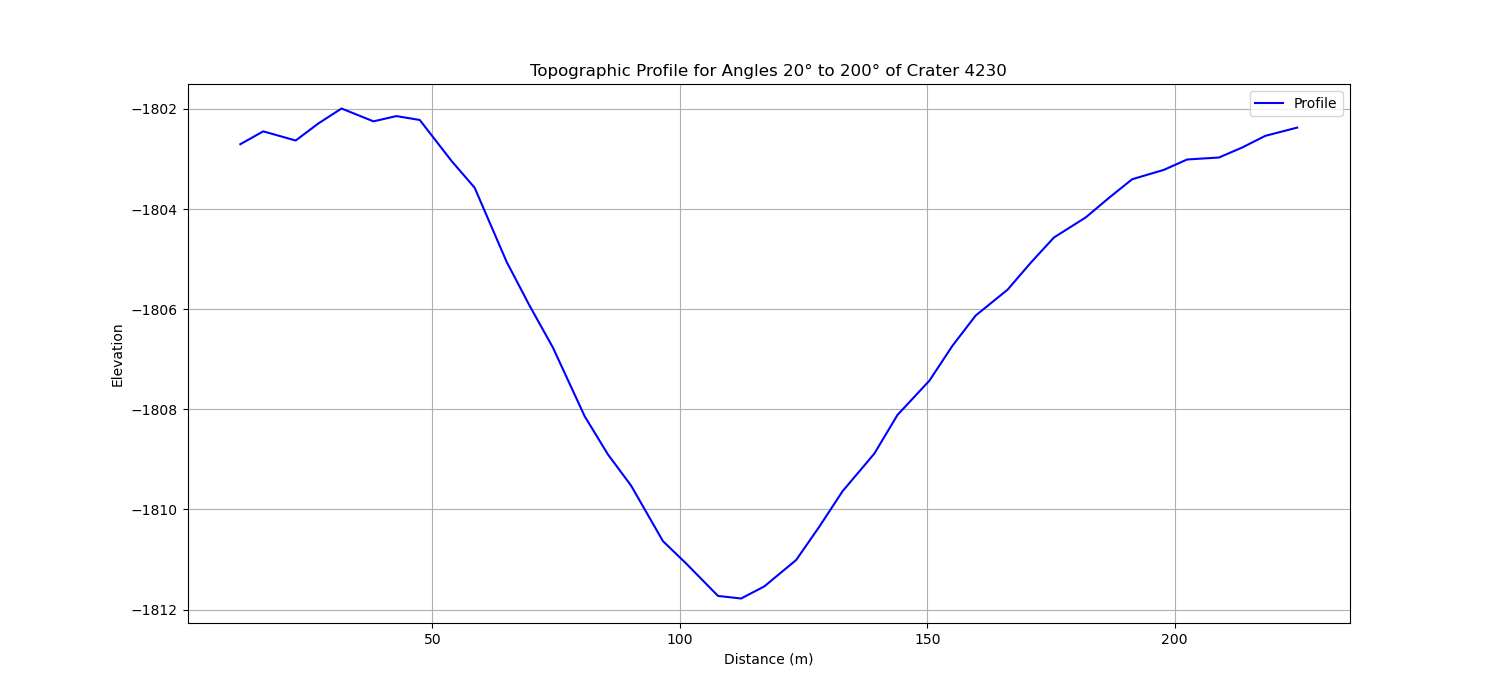 Topographic Profile for Angles 20° to 200° of Crater 4230
Profile
−1802
−1804
−1806
−1808
−1810
−1812
Elevation
50
100
150
200
Distance (m)